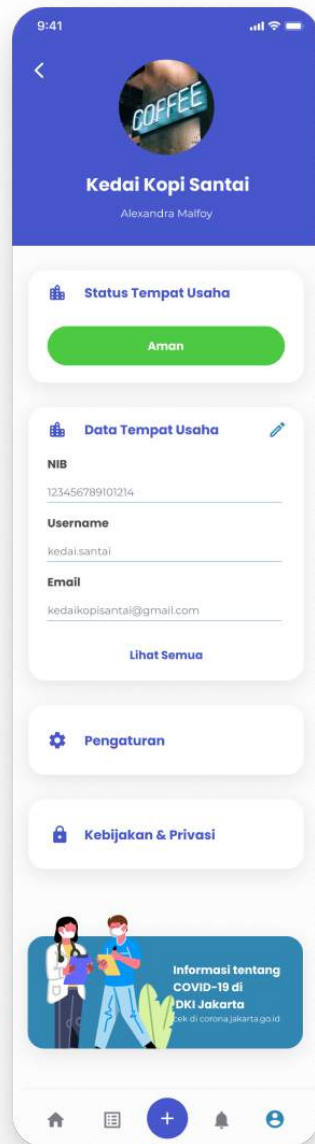 9:41
COFFEE
Kedai Kopi Santai
Alexandra Malfoy
Status Tempat Usaha
Aman
Data Tempat Usaha
NIB
123456789101214
Username
kedai.santai
Email
kedaikopisantai@gmail.com
Lihat Semua
Pengaturan
Kebijakan & Privasi
Informasi tentang
COVID-19 di
DKI Jakarta
cek di corona.jakarta.go.id